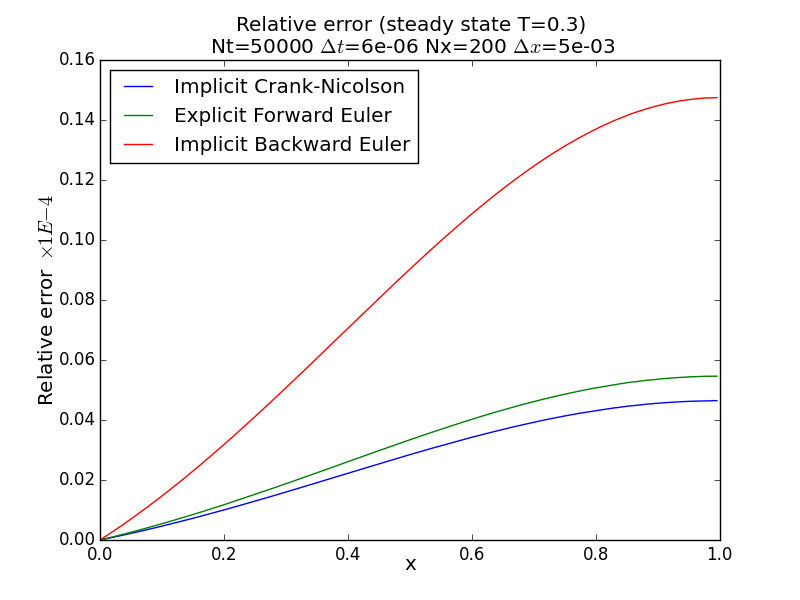 Relative error (steady state T=0.3)
Nt=50000 Δt=6e-06 Nx=200 Δx=5e-03
Implicit Crank-Nicolson
Explicit Forward Euler
Implicit Backward Euler
Relative error ×1E−4
0.16
0.14
0.12
0.10
0.08
0.06
0.04
0.02
0.00
0.0 0.2 0.4 0.6 0.8 1.0
x